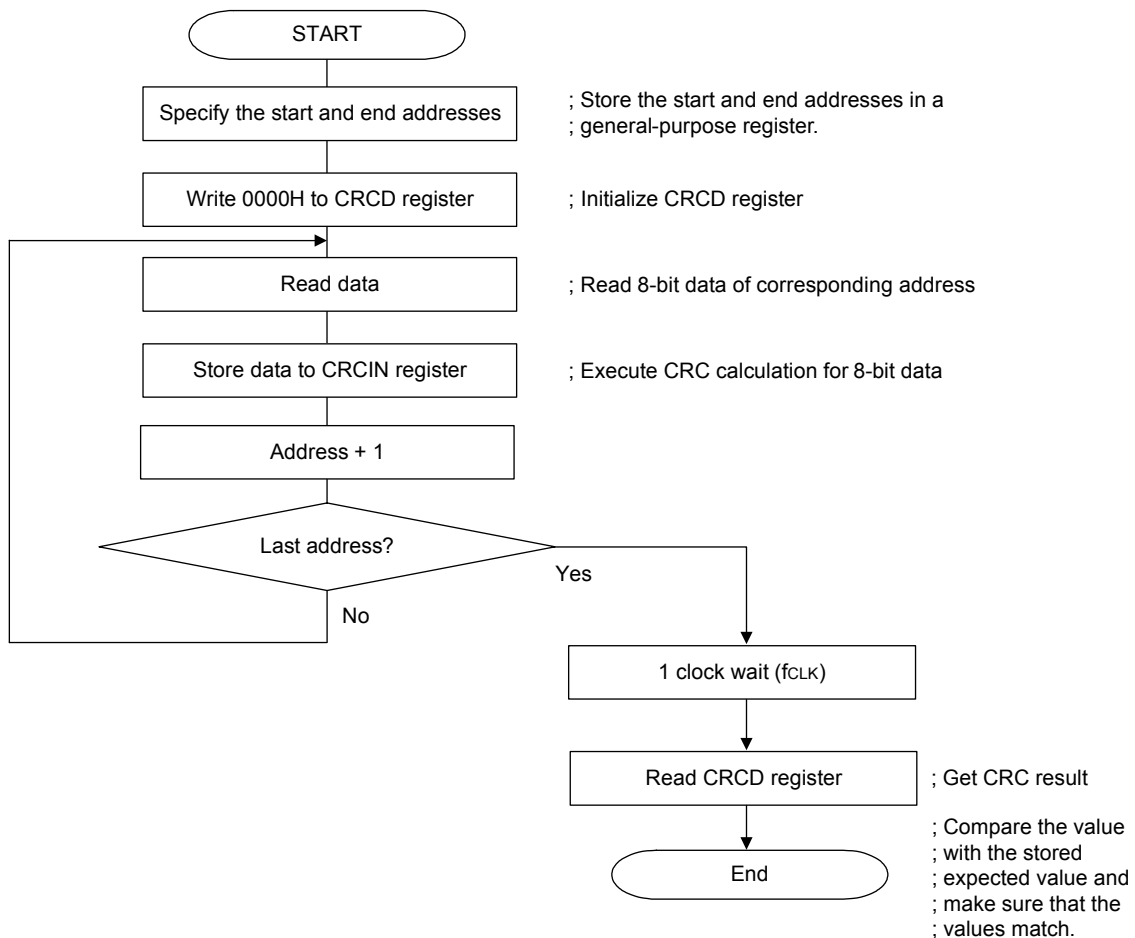 START
Specify the start and end addresses
; Store the start and end addresses in a
; general-purpose register.
Write 0000H to CRCD register
; Initialize CRCD register
Read data
; Read 8-bit data of corresponding address
Store data to CRCIN register
; Execute CRC calculation for 8-bit data
Address + 1
Last address?
Yes
No
1 clock wait (fCLK)
Read CRCD register
; Get CRC result
; Compare the value
; with the stored
; expected value and
; make sure that the
; values match.
End